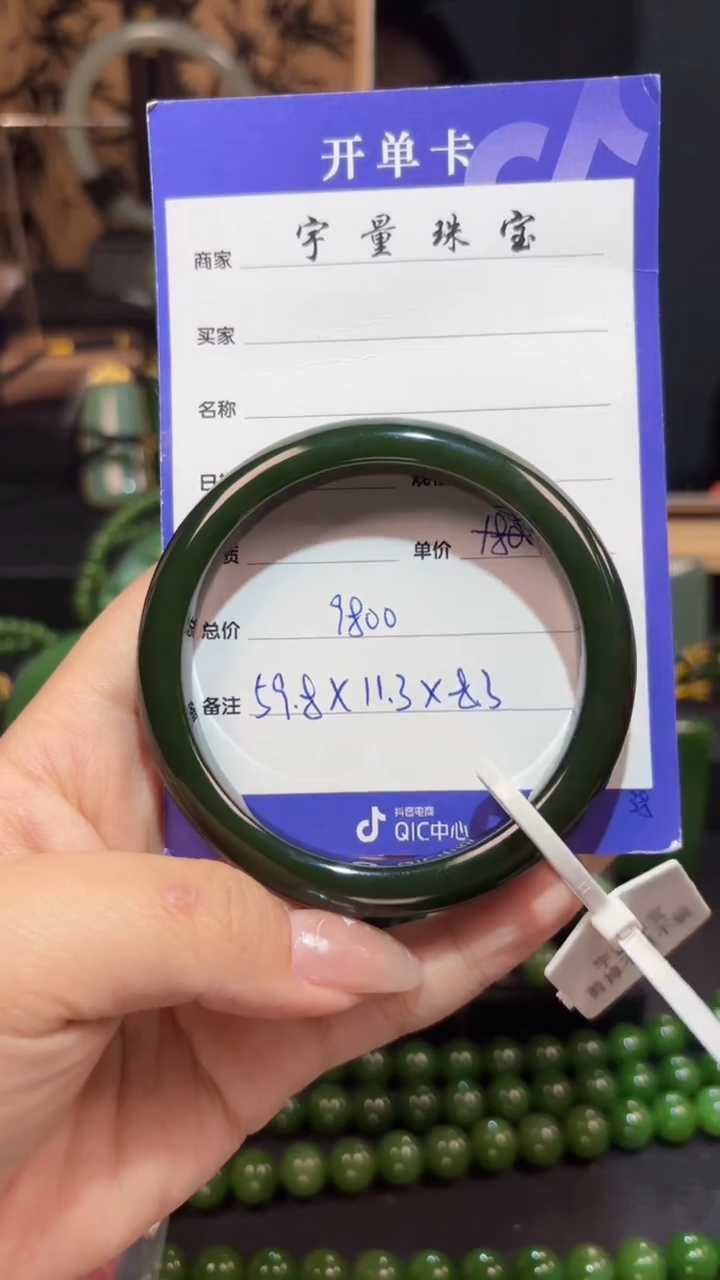 开单卡
商家 宇量珠宝
买家
名称
单价
总价 9800
备注 59.8X11.3X8.3
抖音电商
QIC中心